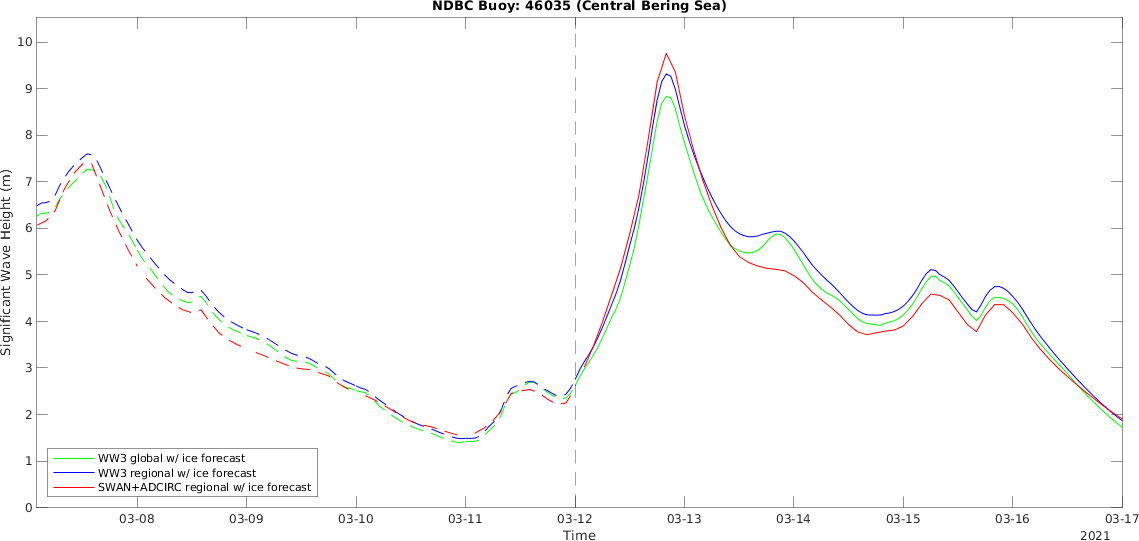 NDBC Buoy: 46035 (Central Bering Sea)
10
9
8
7
6
5
4
3
2
1
0
Significant Wave Height (m)
WW3 global w/ ice forecast
WW3 regional w/ ice forecast
SWAN+ADCIRC regional w/ ice forecast
03-08 03-09 03-10 03-11 03-12 03-13 03-14 03-15 03-16 03-17
Time
2021